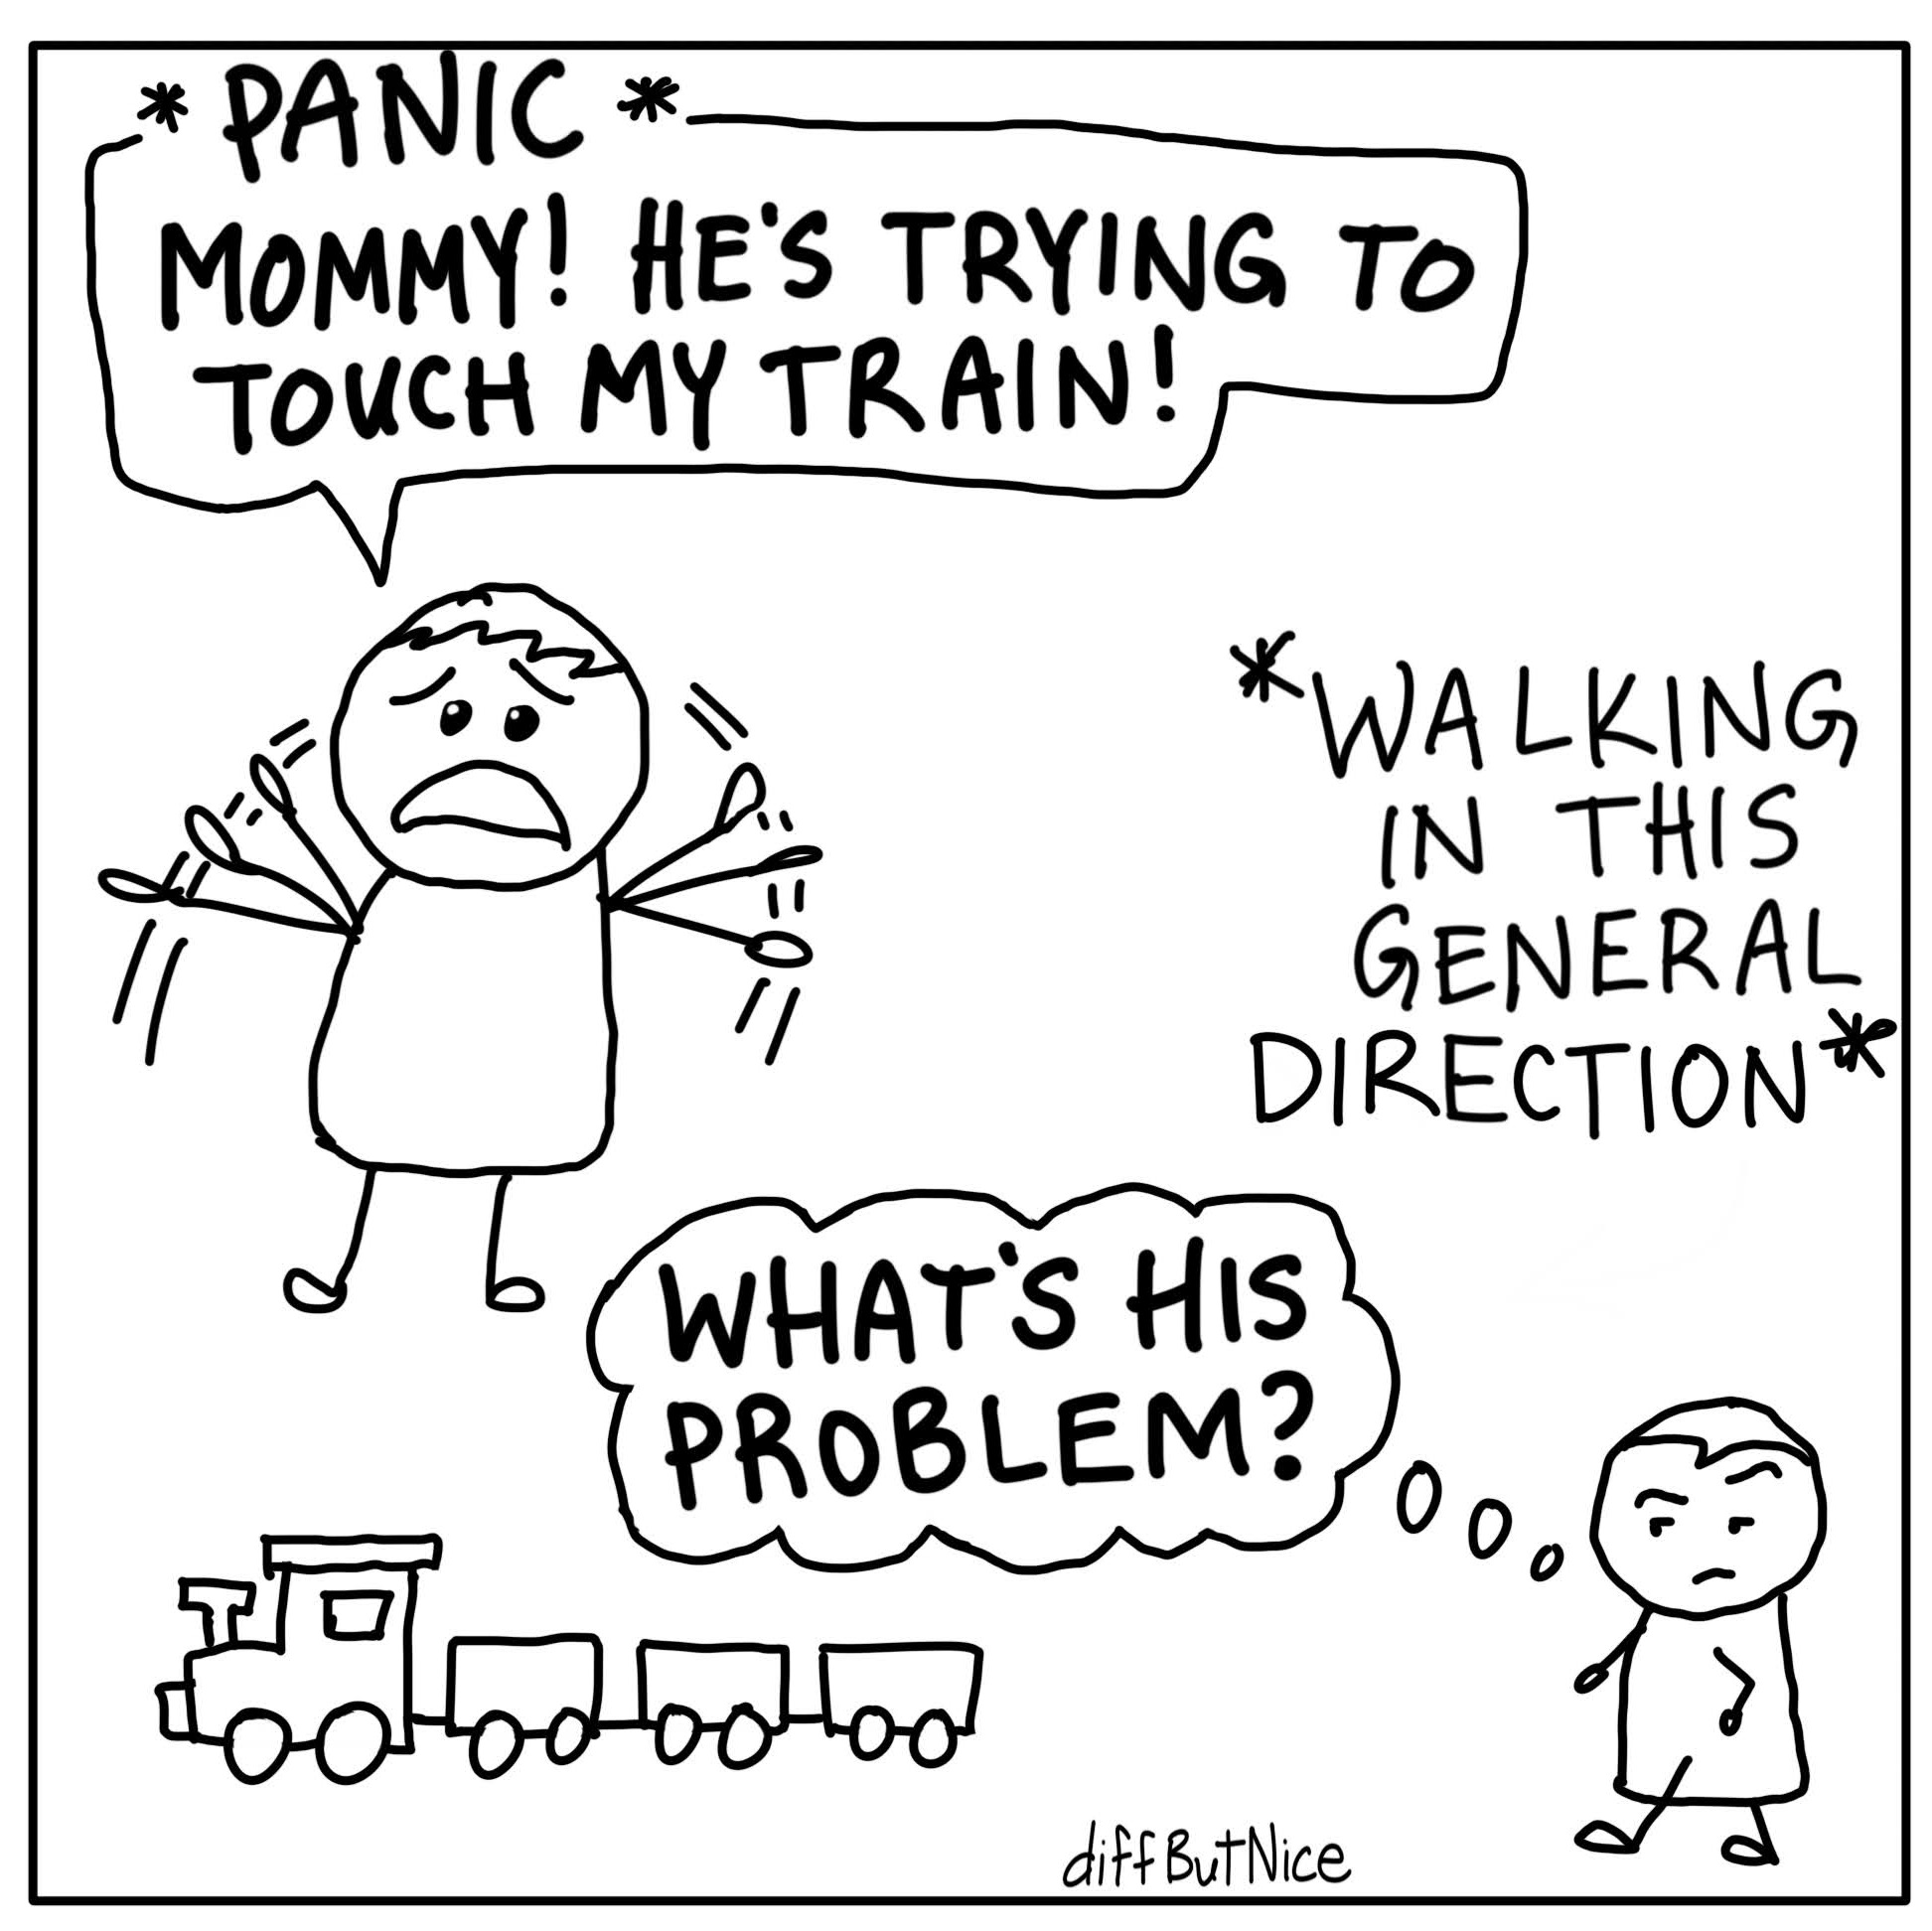 * PANIC *
MOMMY! HE'S TRYING TO
TOUCH MY TRAIN!
*WALKING
IN THIS
GENERAL
DIRECTION*
WHAT'S HIS
PROBLEM?
diffButNice